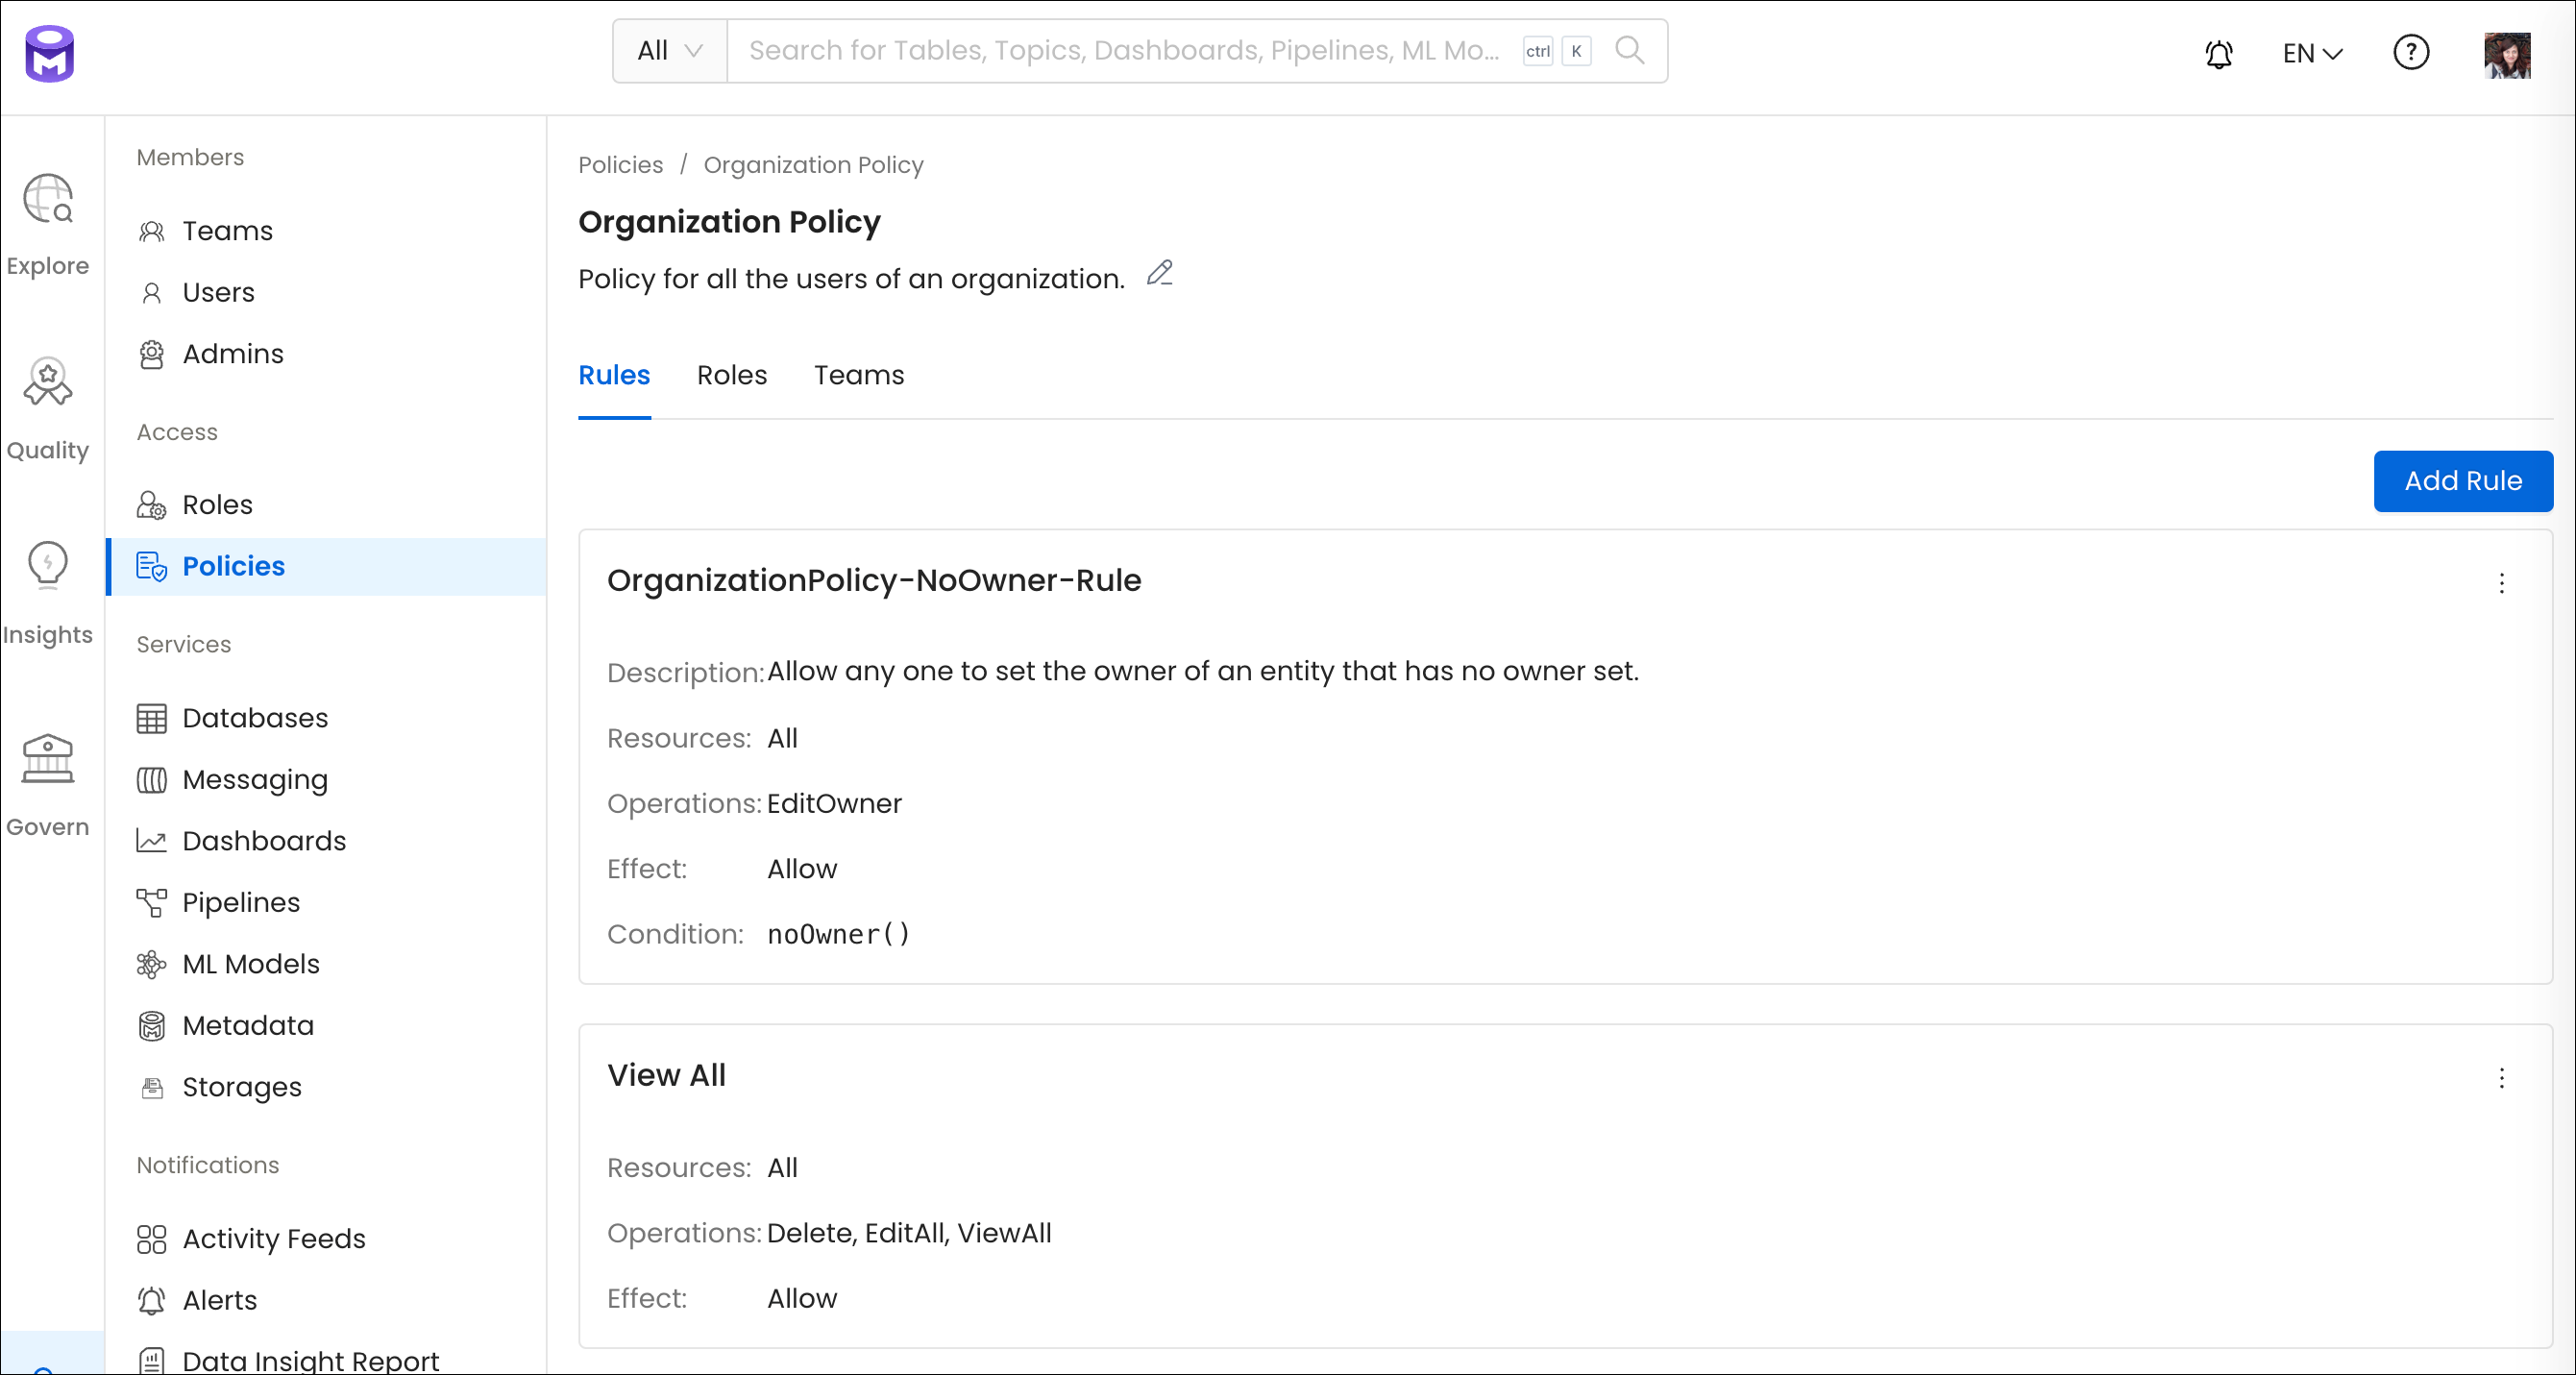 All
Search for Tables, Topics, Dashboards, Pipelines, ML Mo...
ctrl
K
EN
Explore
Quality
Insights
Govern
Members
Teams
Users
Admins
Access
Roles
Policies
Services
Databases
Messaging
Dashboards
Pipelines
ML Models
Metadata
Storages
Notifications
Activity Feeds
Alerts
Data Insight Report
Policies / Organization Policy
Organization Policy
Policy for all the users of an organization.
Rules Roles Teams
Add Rule
OrganizationPolicy-NoOwner-Rule
Description: Allow any one to set the owner of an entity that has no owner set.
Resources: All
Operations: EditOwner
Effect: Allow
Condition: noOwner()
View All
Resources: All
Operations: Delete, EditAll, ViewAll
Effect: Allow